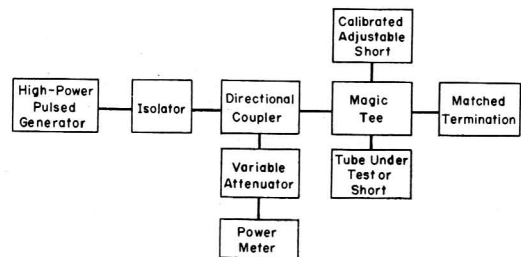 Calibrated
Adjustable
Short
High-Power
Pulsed
Generator
Isolator
Directional
Coupler
Magic
Tee
Matched
Termination
Variable
Attenuator
Tube Under
Test or
Short
Power
Meter